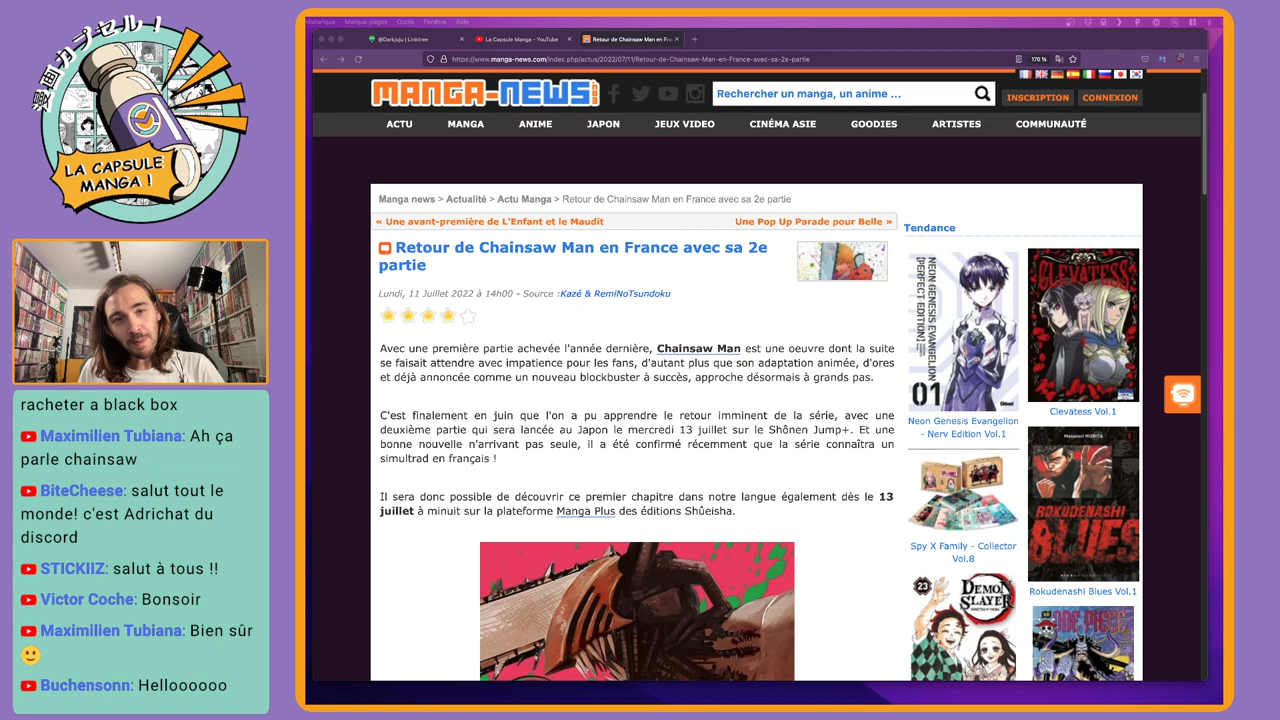 漫画カプセル!
LA CAPSULE
MANGA !
racheter a black box
Maximilien Tubiana: Ah ça
parle chainsaw
BiteCheese: salut tout le
monde! c'est Adrichat du
discord
STICKIIZ: salut à tous !!
Victor Coche: Bonsoir
Maximilien Tubiana: Bien sûr
🙂
Buchensonn: Helloooooo
Historique Marque-pages Outils Fenêtre Aide
@Darkjuju | Linktree
La Capsule Manga - YouTube
Retour de Chainsaw Man en Fra
https://www.manga-news.com/index.php/actus/2022/07/11/Retour-de-Chainsaw-Man-en-France-avec-sa-2e-partie
170 %
MANGA-NEWS.COM
Rechercher un manga, un anime ...
INSCRIPTION
CONNEXION
ACTU MANGA ANIME JAPON JEUX VIDEO CINÉMA ASIE GOODIES ARTISTES COMMUNAUTÉ
Manga news > Actualité > Actu Manga > Retour de Chainsaw Man en France avec sa 2e partie
« Une avant-première de L'Enfant et le Maudit
Une Pop Up Parade pour Belle »
Retour de Chainsaw Man en France avec sa 2e
partie
Lundi, 11 Juillet 2022 à 14h00 - Source :Kazé & RemiNoTsundoku
Avec une première partie achevée l'année dernière, Chainsaw Man est une oeuvre dont la suite
se faisait attendre avec impatience pour les fans, d'autant plus que son adaptation animée, d'ores
et déjà annoncée comme un nouveau blockbuster à succès, approche désormais à grands pas.
C'est finalement en juin que l'on a pu apprendre le retour imminent de la série, avec une
deuxième partie qui sera lancée au Japon le mercredi 13 juillet sur le Shônen Jump+. Et une
bonne nouvelle n'arrivant pas seule, il a été confirmé récemment que la série connaîtra un
simultrad en français !
Il sera donc possible de découvrir ce premier chapitre dans notre langue également dès le 13
juillet à minuit sur la plateforme Manga Plus des éditions Shûeisha.
Tendance
NEON GENESIS EVANGELION
[PERFECT EDITION]
01
Neon Genesis Evangelion
- Nerv Edition Vol.1
CLEVATESS
Clevatess Vol.1
Spy X Family - Collector
Vol.8
Masanori MORITA
1
ROKUDENASHI
BLUES
Rokudenashi Blues Vol.1
23
DEMON
SLAYER
ONE PIECE